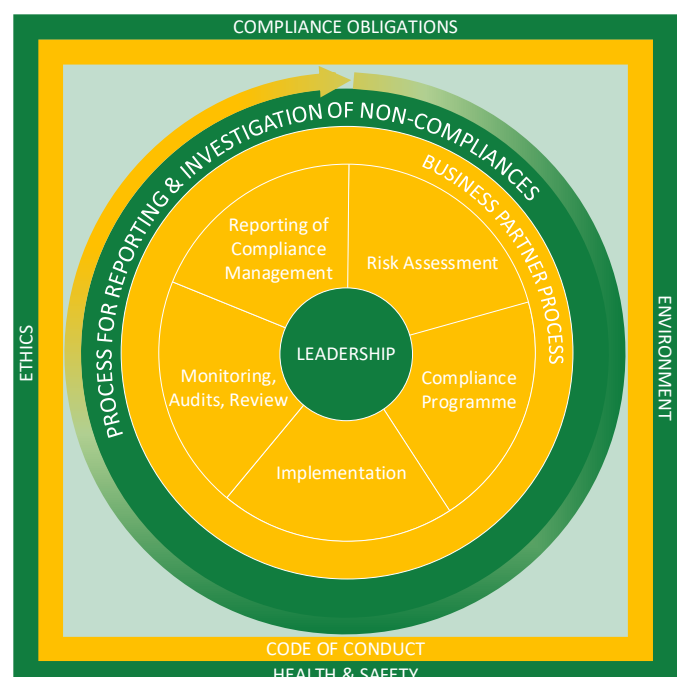 COMPLIANCE OBLIGATIONS
PROCESS FOR REPORTING & INVESTIGATION OF NON-COMPLIANCES
BUSINESS PARTNER PROCESS
Reporting of
Compliance
Management
Risk Assessment
ETHICS
LEADERSHIP
ENVIRONMENT
Monitoring,
Audits, Review
Compliance
Programme
Implementation
CODE OF CONDUCT
HEALTH & SAFETY